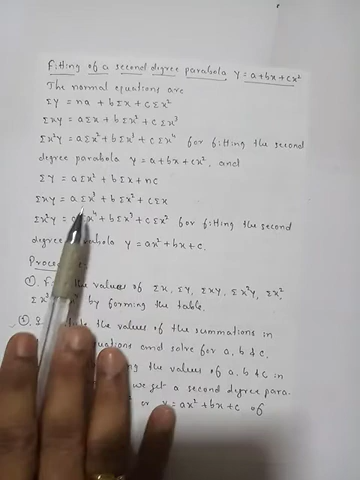 Fitting of a second degree parabola y = a+bx+cx²
The normal equations are
Σy = na + bΣx + cΣx²
Σxy = aΣx + bΣx² + cΣx³
Σx²y = aΣx² + bΣx³ + cΣx⁴ for fitting the second
degree parabola y = a+bx+cx², and
Σy = aΣx² + bΣx + nc
Σxy = aΣx³ + bΣx² + cΣx
Σx²y = Σx⁴ + bΣx³ + cΣx² for fitting the second
degree y = ax² + bx + c.
①. the values of Σx, Σy, Σxy, Σx²y, Σx²,
Σx³ by forming the table.
②. the values of the summations in
equations and solve for a, b & c.
the values of a, b & c in
we get a second degree para-
or = ax² + bx + c of